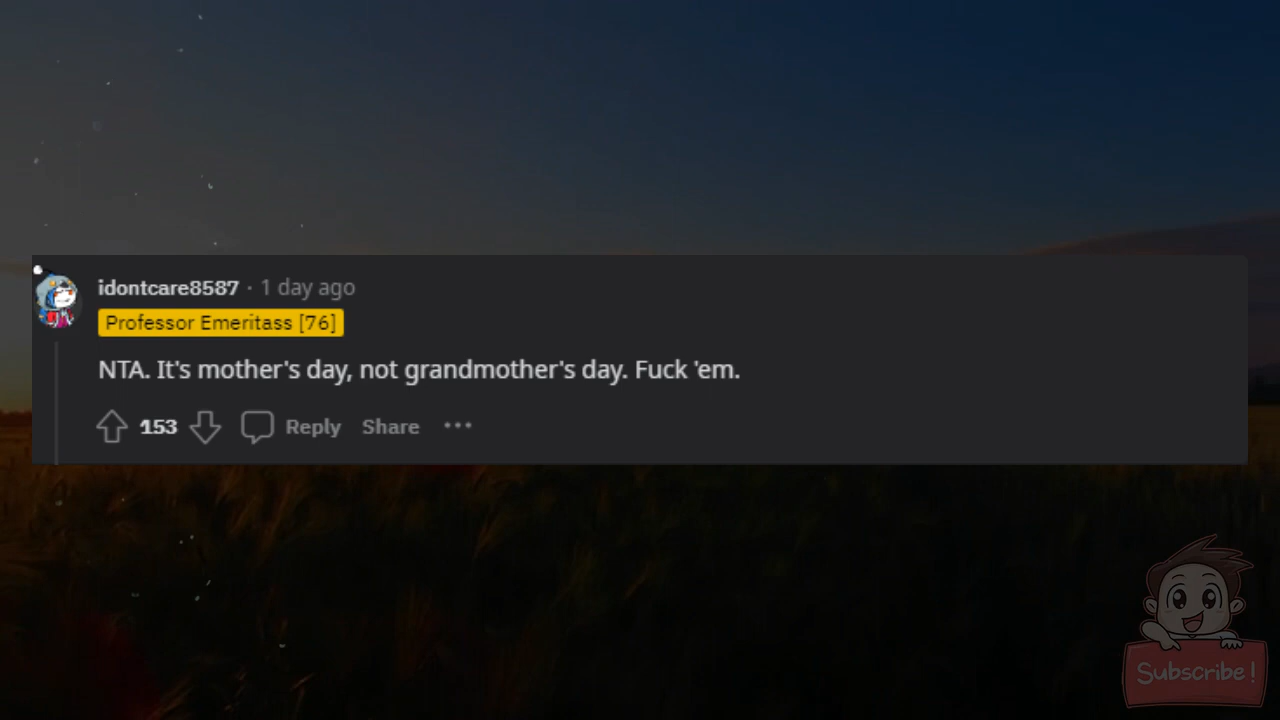 idontcare8587 · 1 day ago
Professor Emeritass [76]
NTA. It's mother's day, not grandmother's day. Fuck 'em.
153 Reply Share ···
Subscribe!